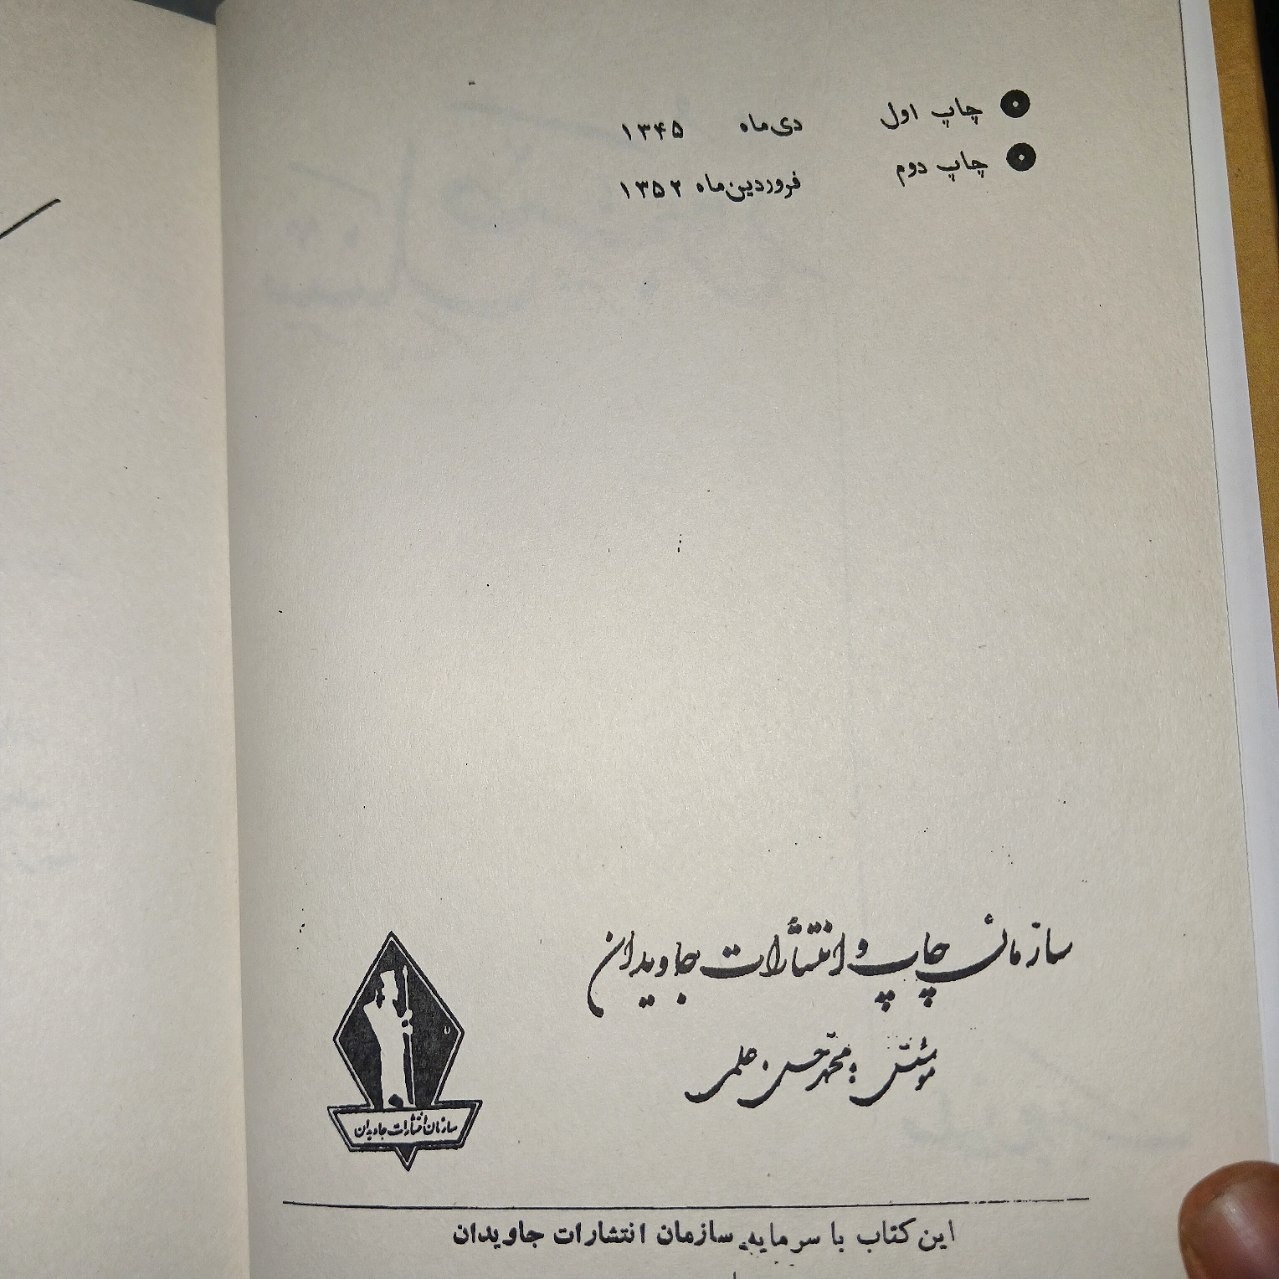 چاپ اول دی‌ماه ۱۳۴۵
چاپ دوم فروردین‌ماه ۱۳۵۲
سازمان چاپ و انتشارات جاویدان
مؤسس : محمد حسن علمی
سازمان انتشارات جاویدان
این کتاب با سرمایه سازمان انتشارات جاویدان